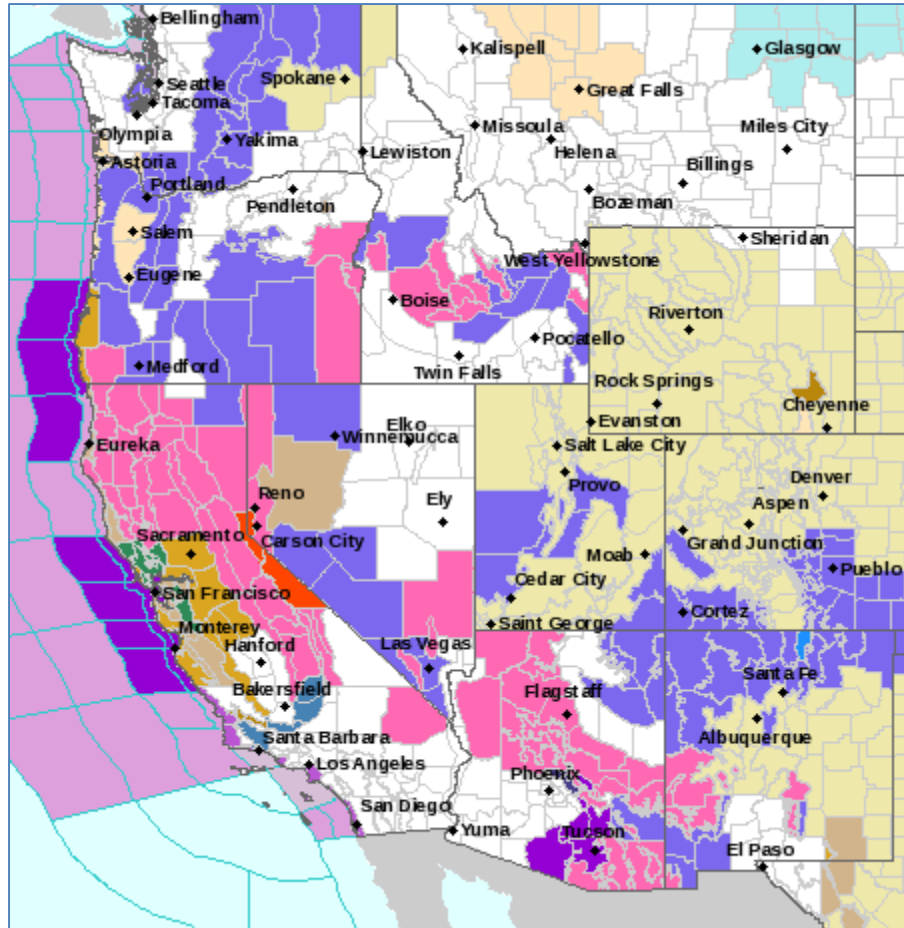 Bellingham
Kalispell
Glasgow
Spokane
Seattle
Great Falls
Tacoma
Olympia
Missoula
Miles City
Yakima
Helena
Astoria
Lewiston
Billings
Portland
Pendleton
Bozeman
Salem
Sheridan
West Yellowstone
Eugene
Boise
Riverton
Pocatello
Medford
Twin Falls
Rock Springs
Cheyenne
Elko
Evanston
Eureka
Winnemucca
Salt Lake City
Provo
Denver
Reno
Ely
Aspen
Sacramento
Carson City
Grand Junction
Moab
Pueblo
Cedar City
San Francisco
Cortez
Saint George
Monterey
Hanford
Las Vegas
Santa Fe
Bakersfield
Flagstaff
Albuquerque
Santa Barbara
Los Angeles
Phoenix
San Diego
Yuma
Tucson
El Paso